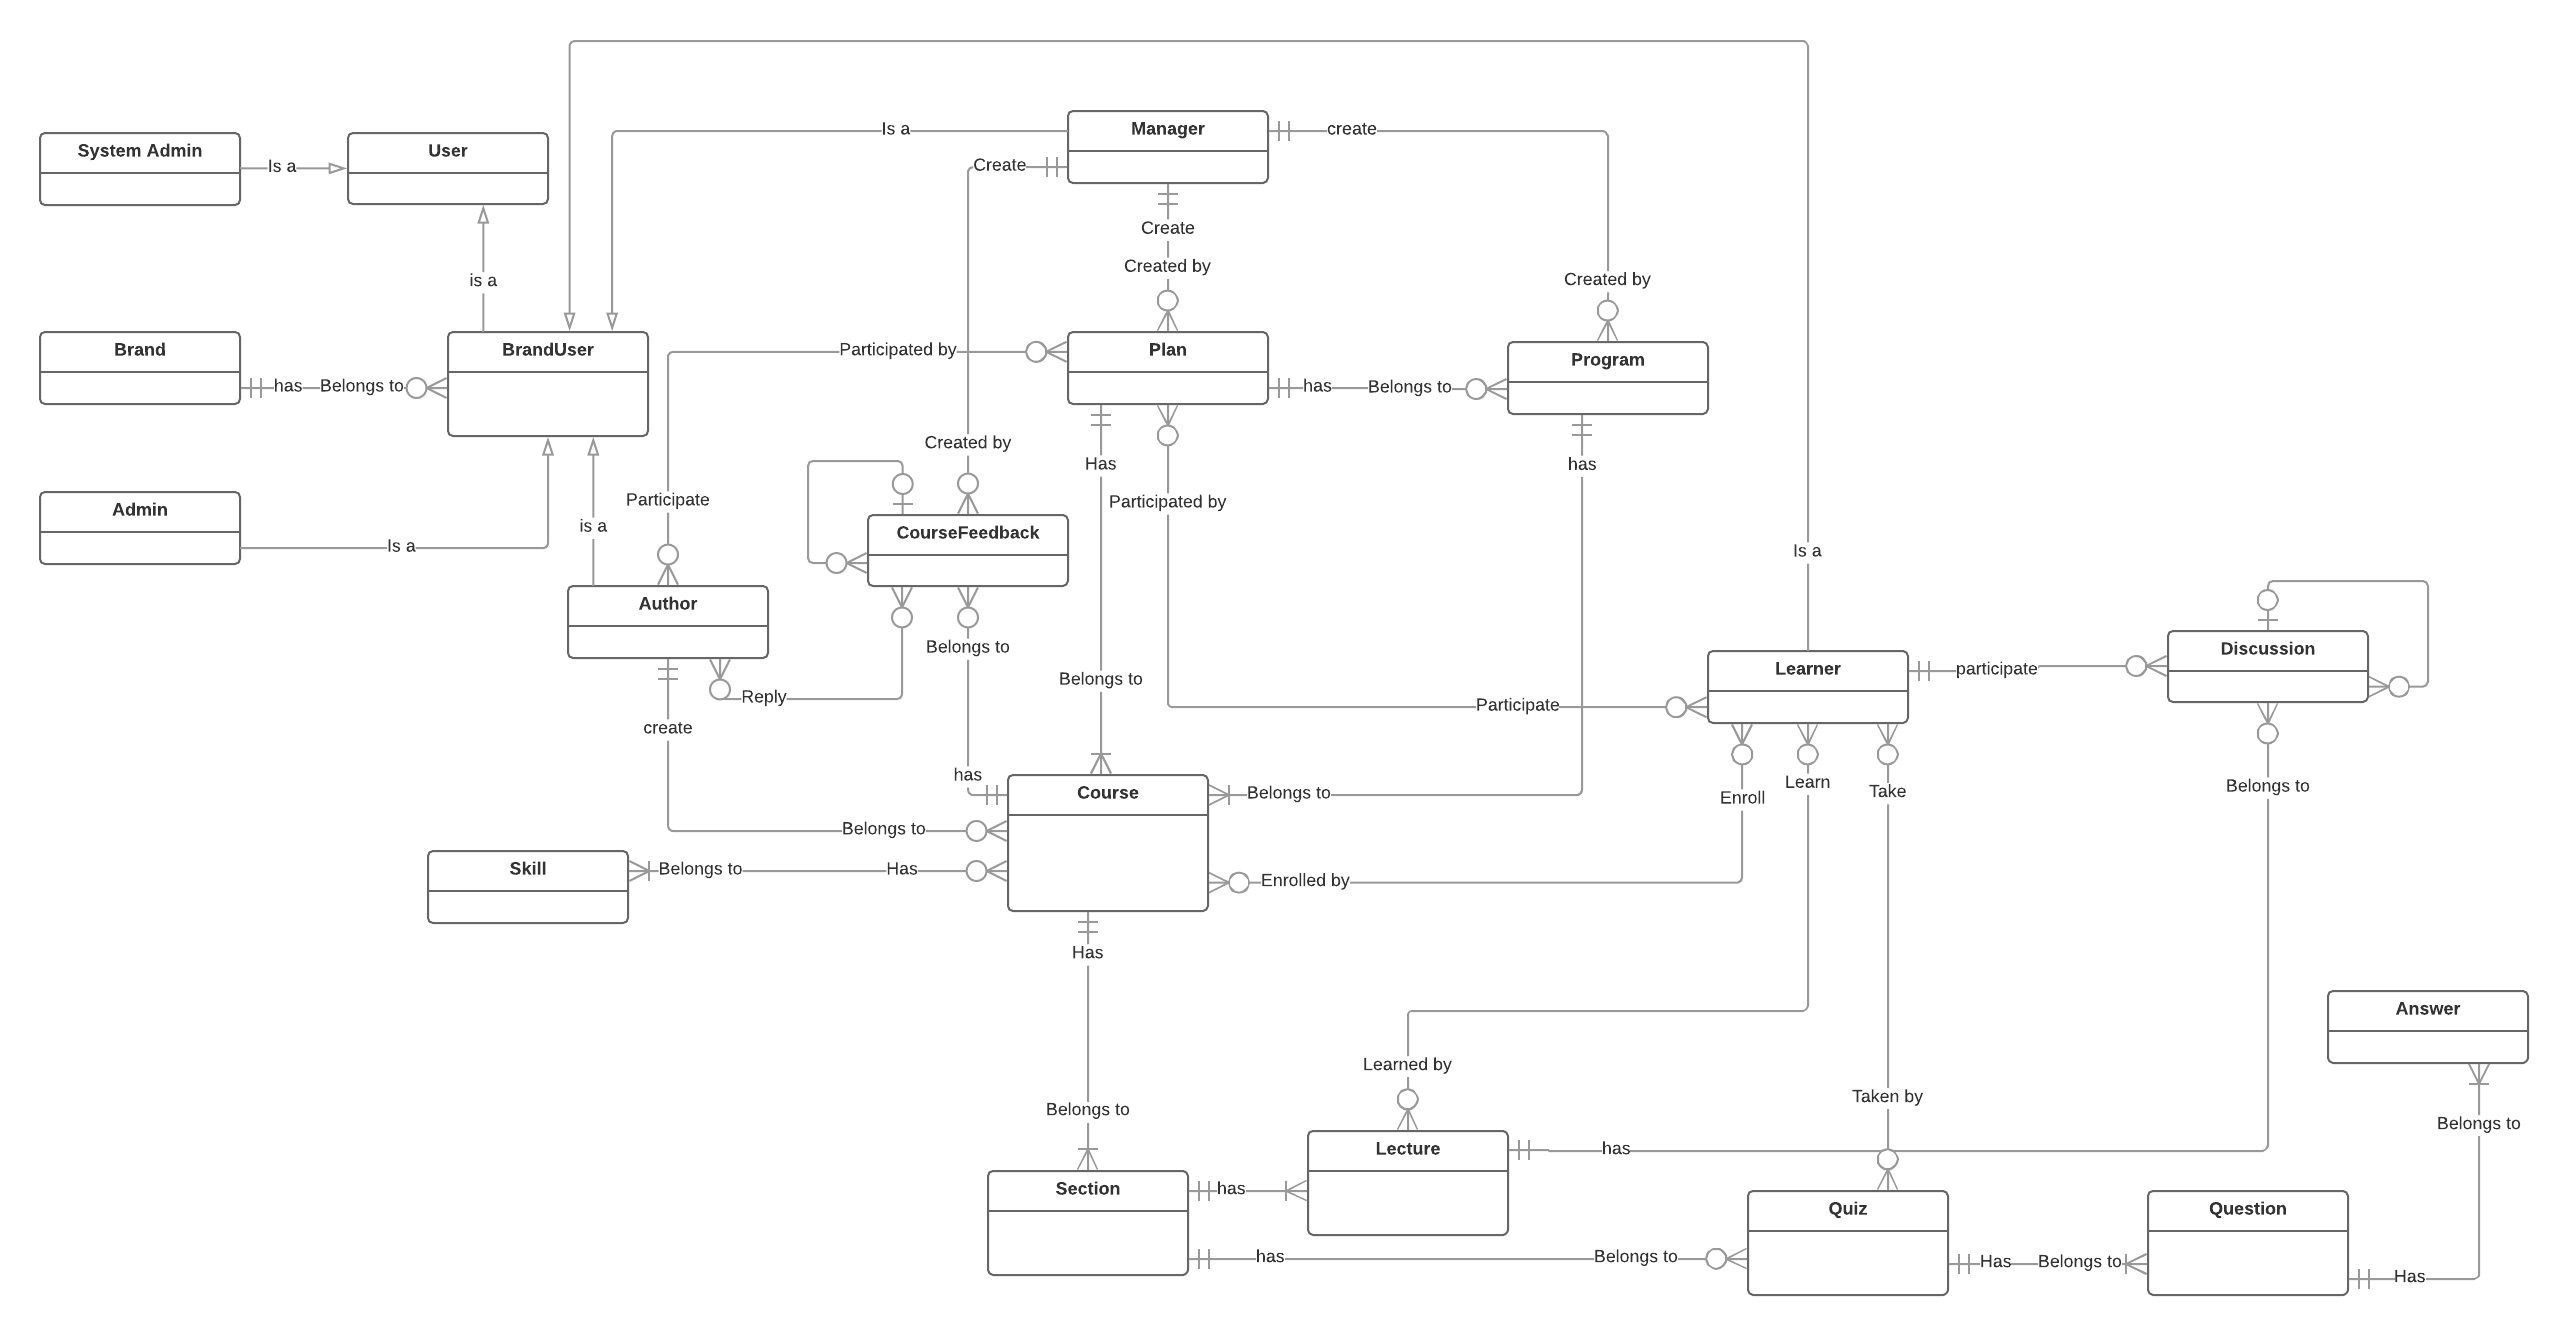 Manager
create
Is a
System Admin
User
Is a
Create
Create
Created by
is a
Created by
Brand
BrandUser
Participated by
Plan
Program
has
Belongs to
has
Belongs to
Created by
Has
has
Participate
Participated by
Admin
Is a
is a
CourseFeedback
Is a
Author
Belongs to
Discussion
Learner
participate
Belongs to
Reply
Participate
create
has
Course
Belongs to
Learn
Enroll
Take
Belongs to
Belongs to
Skill
Belongs to
Has
Enrolled by
Has
Answer
Learned by
Belongs to
Taken by
Belongs to
Lecture
has
Section
has
Quiz
Question
has
Belongs to
Has
Belongs to
Has